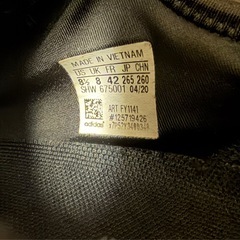 MADE IN VIETNAM
US UK FR JP CHN
8½ 8 42 265 260
SHW 675001 04/20
ART FY1141
#125719426
adidas